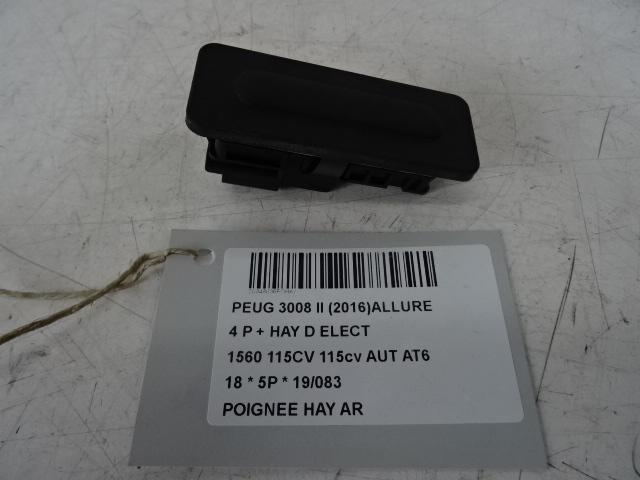 PEUG 3008 II (2016)ALLURE
4 P + HAY D ELECT
1560 115CV 115cv AUT AT6
18 * 5P * 19/083
POIGNEE HAY AR